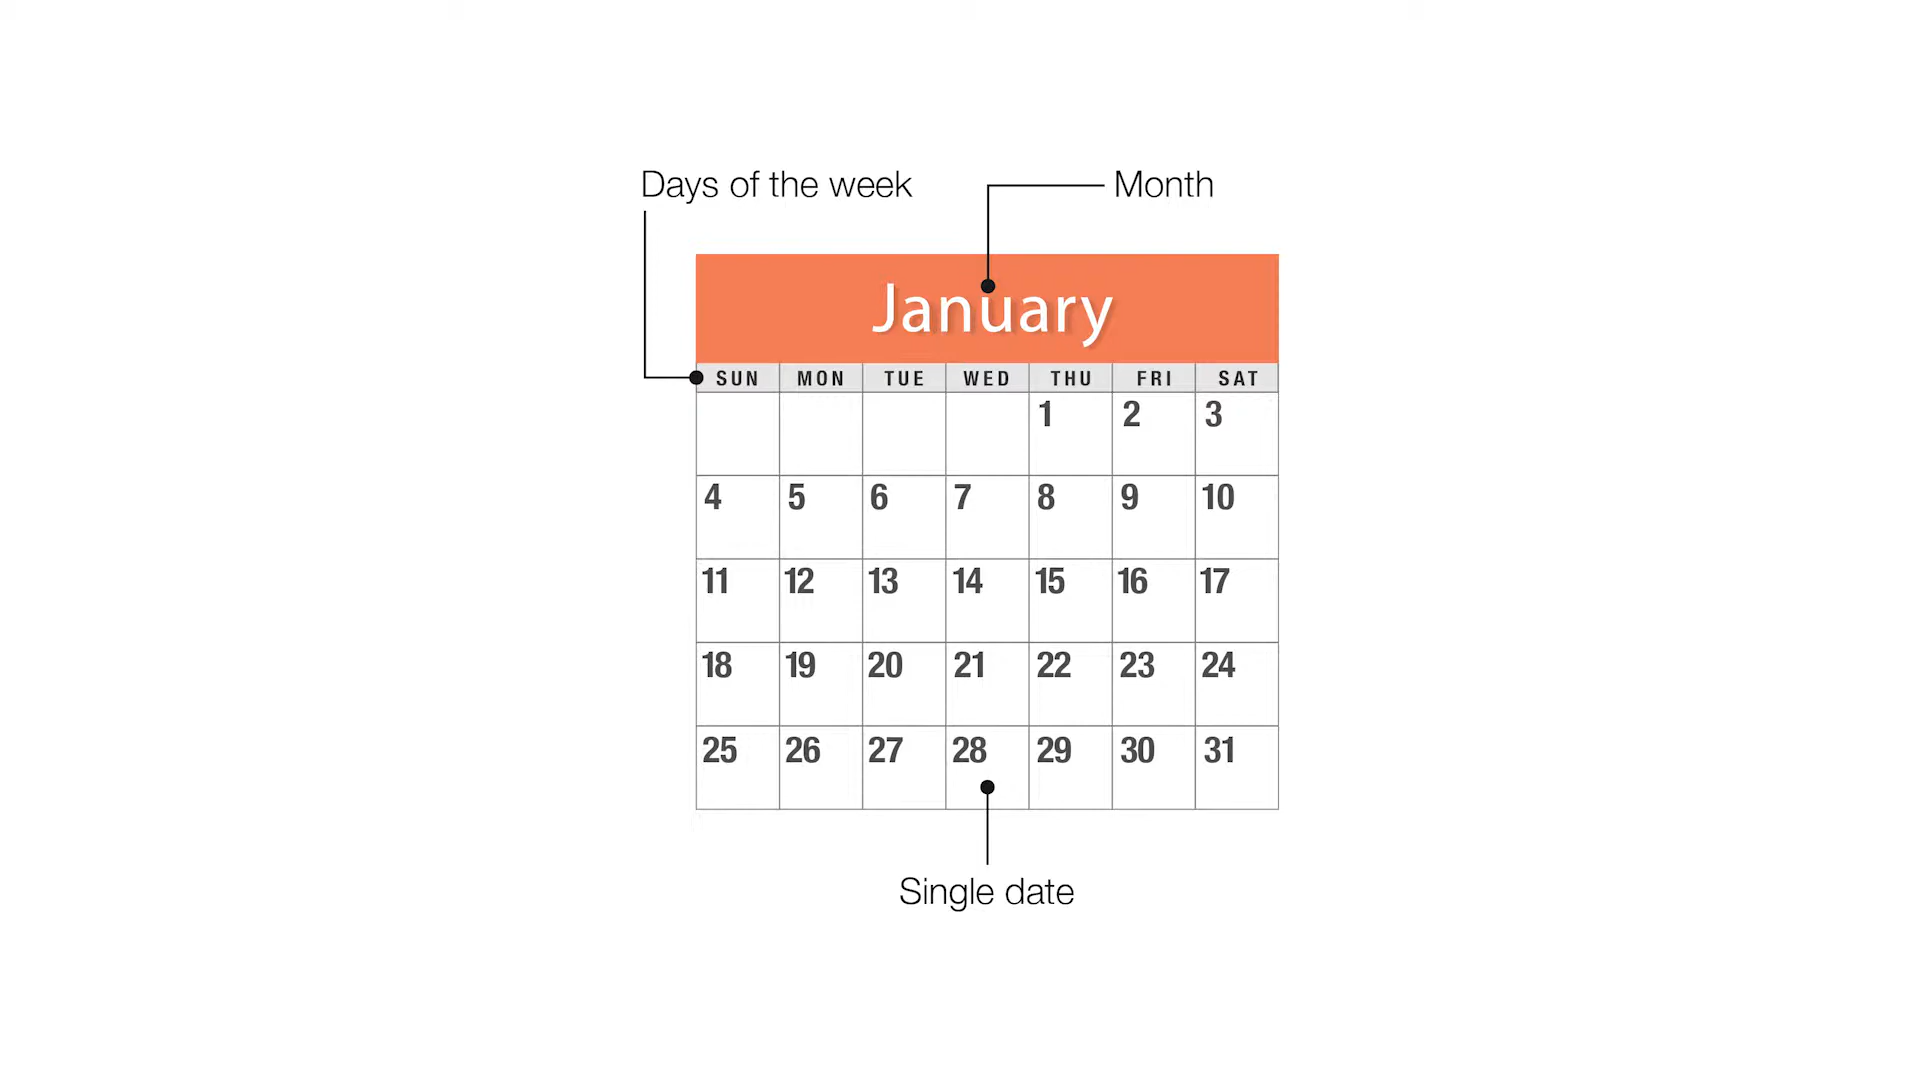 Days of the week
Month
January
SUN MON TUE WED THU FRI SAT
1 2 3
4 5 6 7 8 9 10
11 12 13 14 15 16 17
18 19 20 21 22 23 24
25 26 27 28 29 30 31
Single date